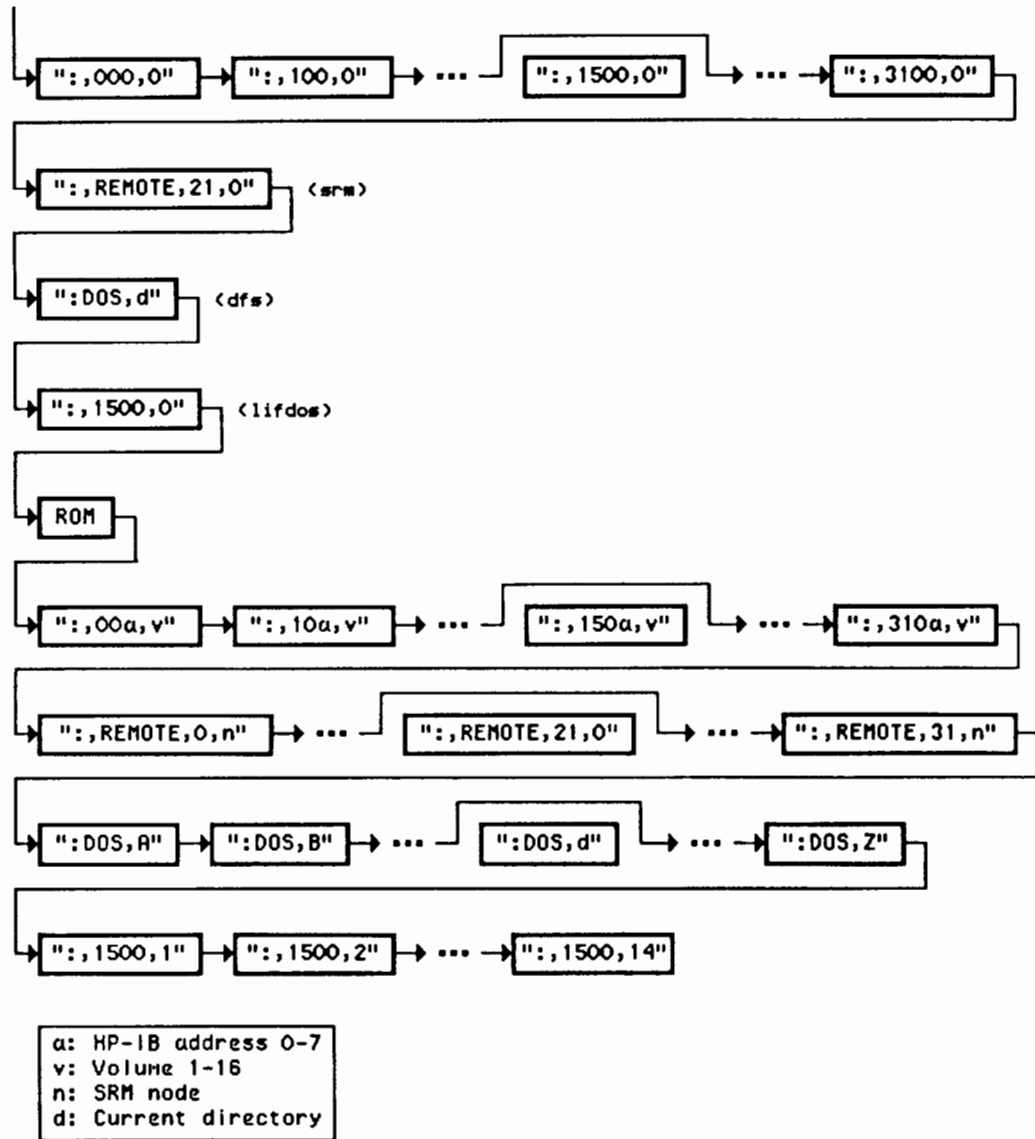 ":,000,0" ":,100,0" ... ":,1500,0" ... ":,3100,0"
":,REMOTE,21,0" (srm)
":DOS,d" (dfs)
":,1500,0" (lifdos)
ROM
":,00a,v" ":,10a,v" ... ":,150a,v" ... ":,310a,v"
":,REMOTE,0,n" ... ":,REMOTE,21,0" ... ":,REMOTE,31,n"
":DOS,A" ":DOS,B" ... ":DOS,d" ... ":DOS,Z"
":,1500,1" ":,1500,2" ... ":,1500,14"
a: HP-IB address 0-7
v: Volume 1-16
n: SRM node
d: Current directory